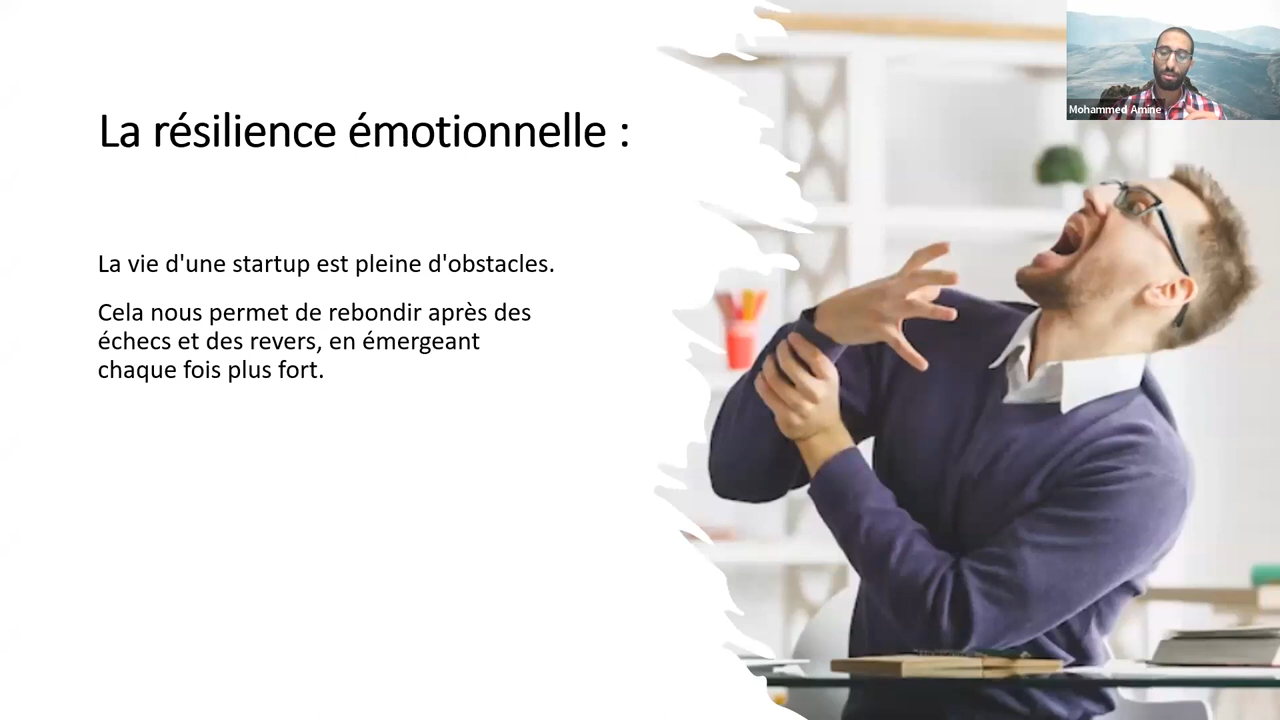 La résilience émotionnelle :
La vie d'une startup est pleine d'obstacles.
Cela nous permet de rebondir après des
échecs et des revers, en émergeant
chaque fois plus fort.
Mohammed Amine